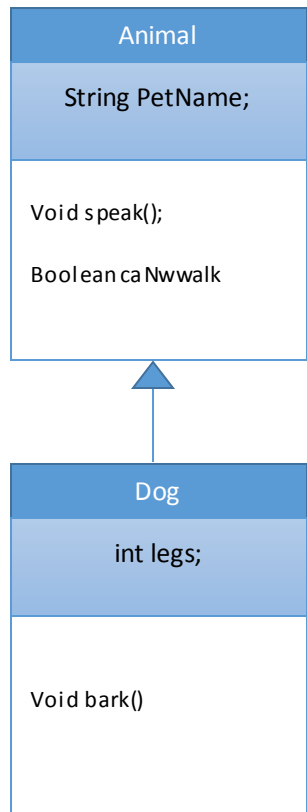 Animal
String PetName;
Void speak();
Boolean caNwwalk
Dog
int legs;
Void bark()